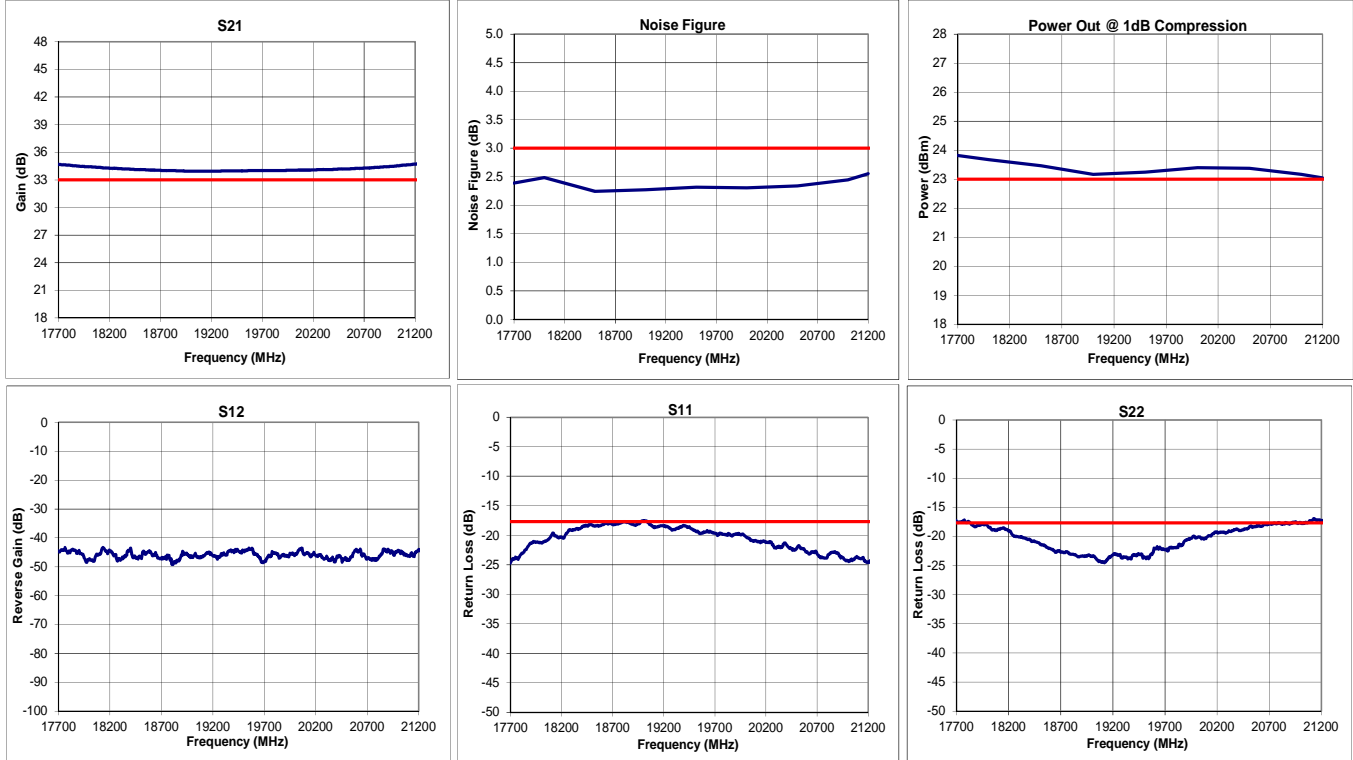 S21
48
45
42
39
36
33
30
27
24
21
18
Gain (dB)
17700 18200 18700 19200 19700 20200 20700 21200
Frequency (MHz)
Noise Figure
5.0
4.5
4.0
3.5
3.0
2.5
2.0
1.5
1.0
0.5
0.0
Noise Figure (dB)
17700 18200 18700 19200 19700 20200 20700 21200
Frequency (MHz)
Power Out @ 1dB Compression
28
27
26
25
24
23
22
21
20
19
18
Power (dBm)
17700 18200 18700 19200 19700 20200 20700 21200
Frequency (MHz)
S12
0
-10
-20
-30
-40
-50
-60
-70
-80
-90
-100
Reverse Gain (dB)
17700 18200 18700 19200 19700 20200 20700 21200
Frequency (MHz)
S11
0
-5
-10
-15
-20
-25
-30
-35
-40
-45
-50
Return Loss (dB)
17700 18200 18700 19200 19700 20200 20700 21200
Frequency (MHz)
S22
0
-5
-10
-15
-20
-25
-30
-35
-40
-45
-50
Return Loss (dB)
17700 18200 18700 19200 19700 20200 20700 21200
Frequency (MHz)